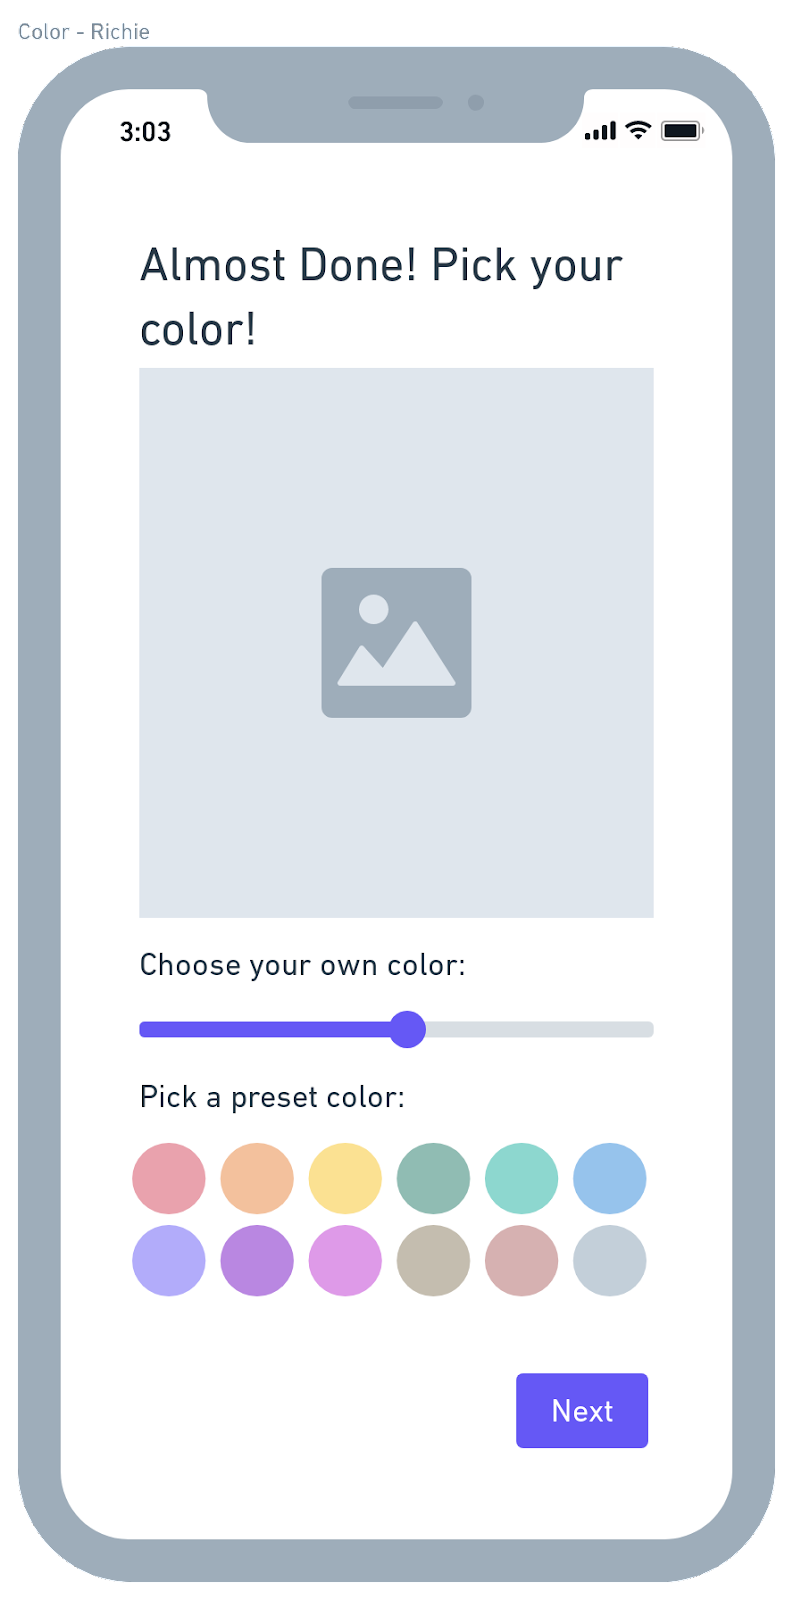 Color - Richie
3:03
Almost Done! Pick your
color!
Choose your own color:
Pick a preset color:
Next